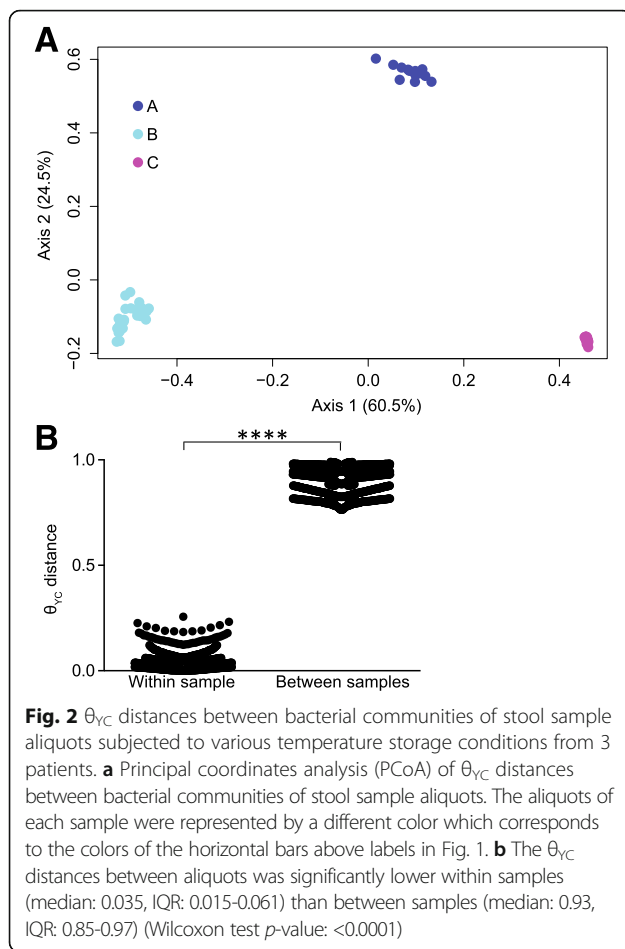 A
0.6
0.4
0.2
0.0
−0.2
Axis 2 (24.5%)
A
B
C
−0.4
−0.2
0.0
0.2
0.4
Axis 1 (60.5%)
B
****
1.0
0.5
0.0
θYC distance
Within sample
Between samples
Fig. 2 θYC distances between bacterial communities of stool sample
aliquots subjected to various temperature storage conditions from 3
patients. a Principal coordinates analysis (PCoA) of θYC distances
between bacterial communities of stool sample aliquots. The aliquots of
each sample were represented by a different color which corresponds
to the colors of the horizontal bars above labels in Fig. 1. b The θYC
distances between aliquots was significantly lower within samples
(median: 0.035, IQR: 0.015-0.061) than between samples (median: 0.93,
IQR: 0.85-0.97) (Wilcoxon test p-value: <0.0001)